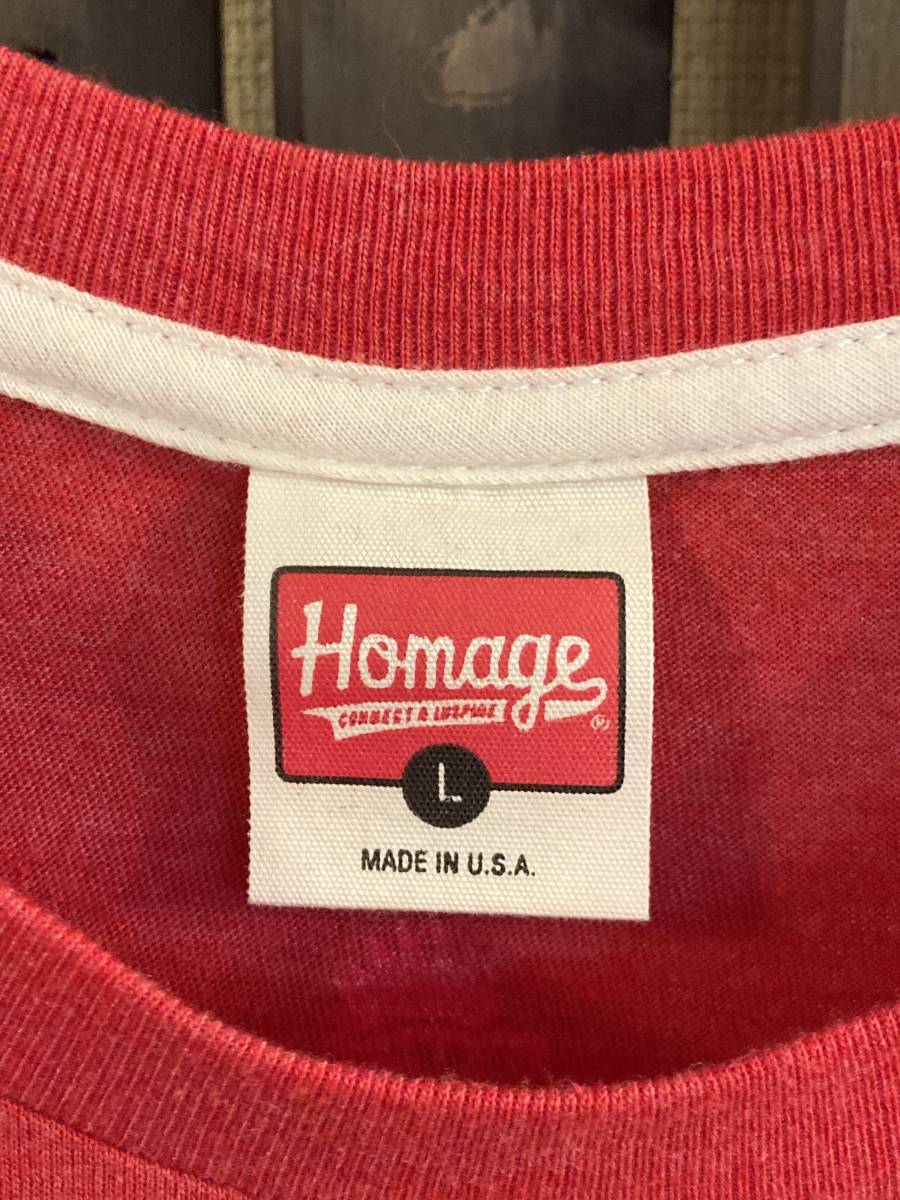 Homage
CONNECT & INSPIRE
®
L
MADE IN U.S.A.